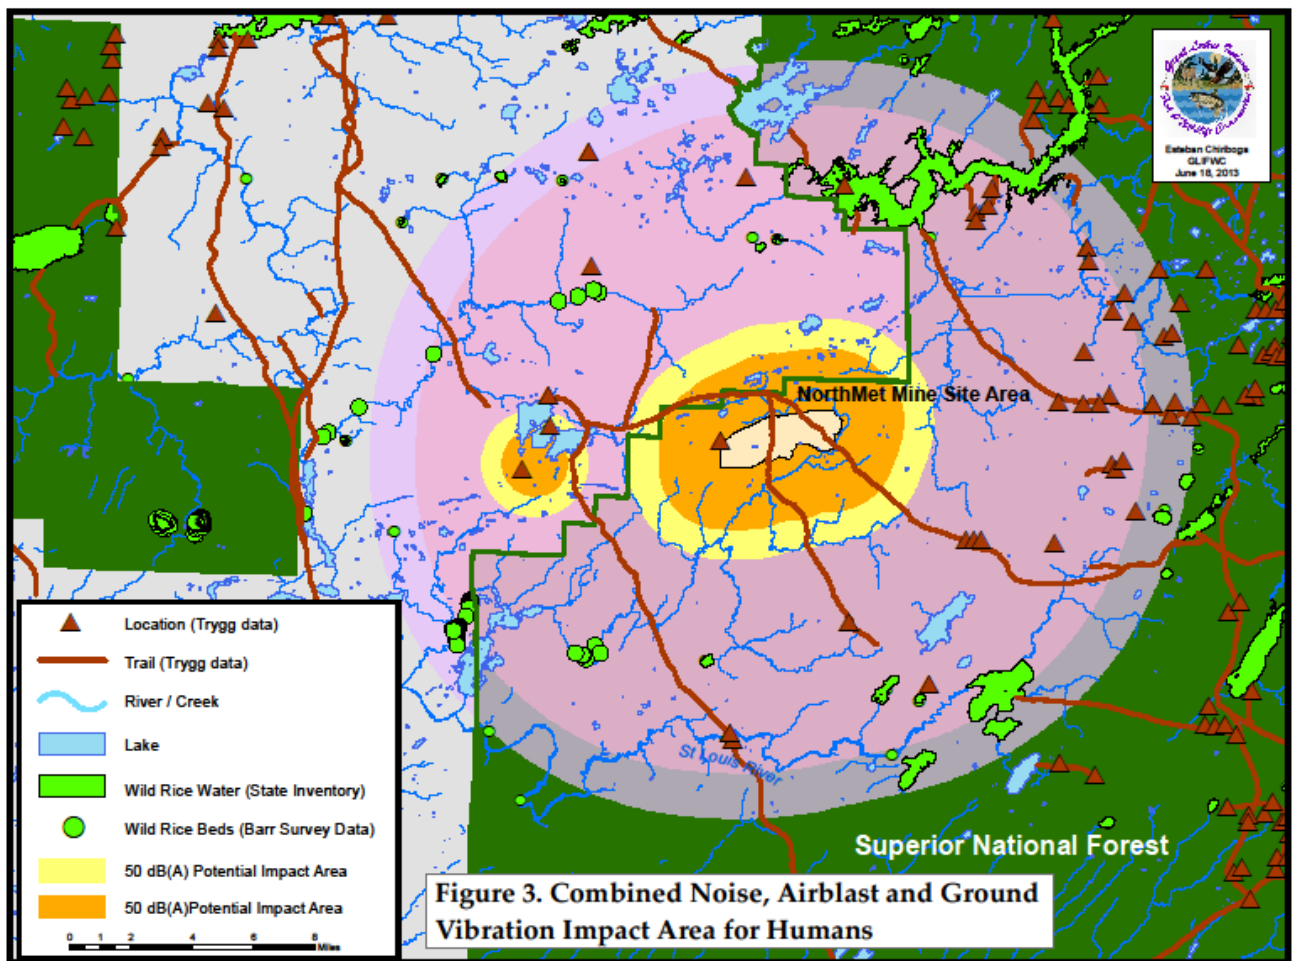 Esteban Chiriboga
GLIFWC
June 18, 2013
NorthMet Mine Site Area
Location (Trygg data)
Trail (Trygg data)
River / Creek
Lake
Wild Rice Water (State Inventory)
Wild Rice Beds (Barr Survey Data)
50 dB(A) Potential Impact Area
50 dB(A)Potential Impact Area
0 1 2 4 6 8
Miles
St Louis River
Superior National Forest
Figure 3. Combined Noise, Airblast and Ground
Vibration Impact Area for Humans